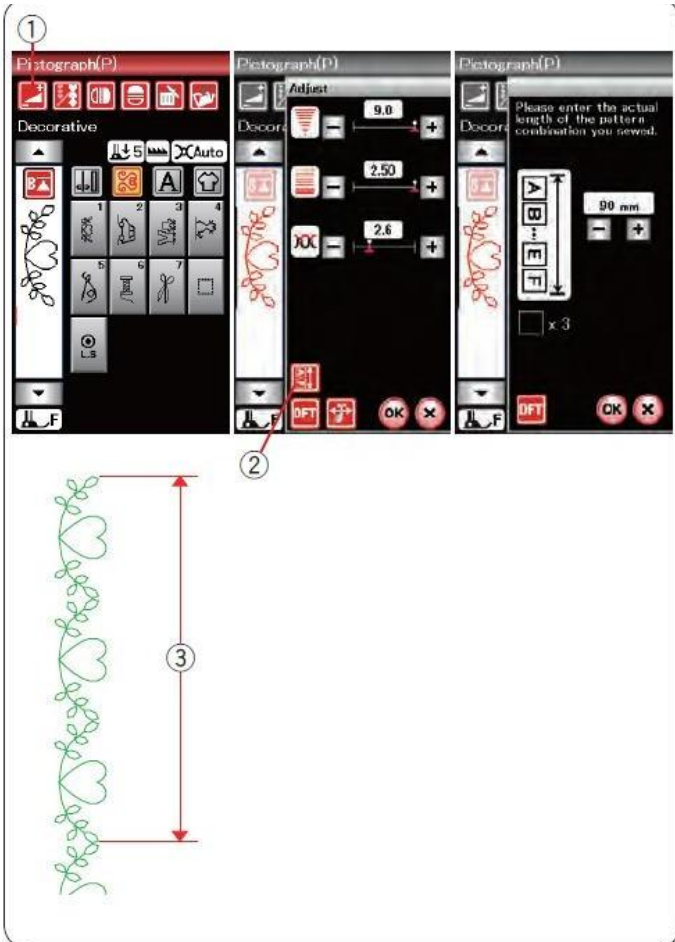 ①
Pictograph(P)
Decorative
5
Auto
B
A
1
2
3
4
5
6
7
L.S
F
Pictograph(P)
Adjust
Decor
9.0
B
2.50
2.6
DFT
OK
F
②
Pictograph(P)
Please enter the actual
length of the pattern
combination you sewed.
Decor
B
A
B
E
F
90 mm
x 3
DFT
OK
F
③